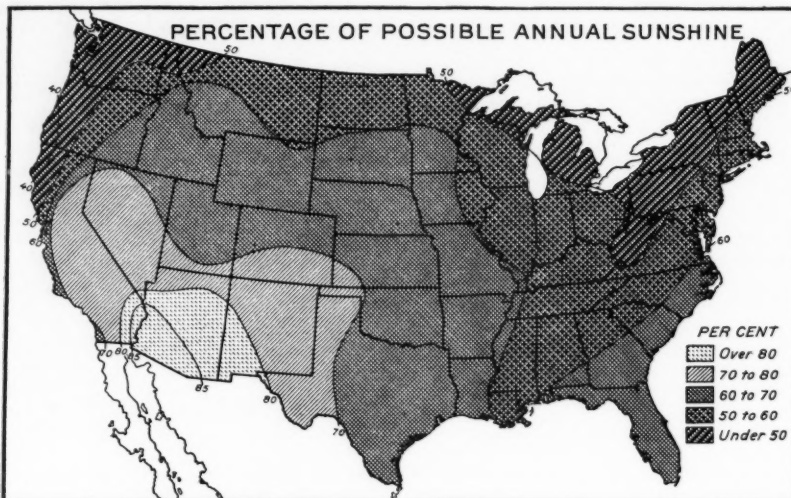 PERCENTAGE OF POSSIBLE ANNUAL SUNSHINE
50
50
50
40
40
50
60
60
PER CENT
Over 80
70 to 80
60 to 70
50 to 60
Under 50
70
80
85
85
80
70